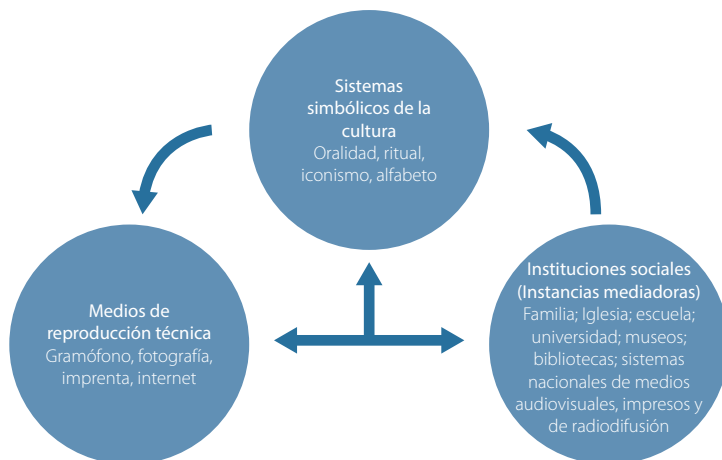 Sistemas
simbólicos de la
cultura
Oralidad, ritual,
iconismo, alfabeto
Medios de
reproducción técnica
Gramófono, fotografía,
imprenta, internet
Instituciones sociales
(Instancias mediadoras)
Familia; Iglesia; escuela;
universidad; museos;
bibliotecas; sistemas
nacionales de medios
audiovisuales, impresos y
de radiodifusión